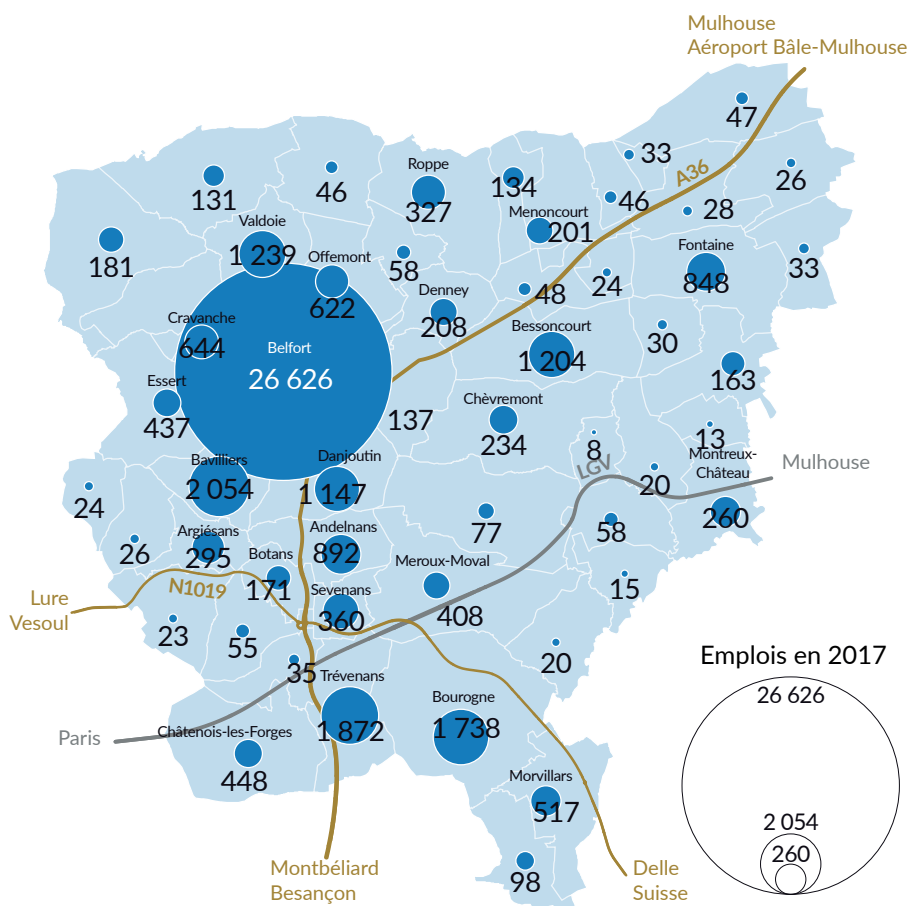 Mulhouse
Aéroport Bâle-Mulhouse
47
33
A36
26
131
46
Roppe
327
134
46
28
Menoncourt
201
181
Valdoie
1 239
Offemont
622
58
Fontaine
848
33
48
24
Denney
208
Cravanche
644
Belfort
26 626
Bessoncourt
1 204
30
163
Essert
437
137
Chèvremont
234
8
13
Montreux-
Château
260
LGV
20
Mulhouse
Bavilliers
2 054
Danjoutin
1 147
24
77
58
Argiésans
295
26
Andelnans
892
Botans
171
Meroux-Moval
408
15
N1019
Lure
Vesoul
Sevenans
360
23
55
20
35
Trévenans
1 872
Bourogne
1 738
Paris
Châtenois-les-Forges
448
Morvillars
517
98
Montbéliard
Besançon
Delle
Suisse
Emplois en 2017
26 626
2 054
260